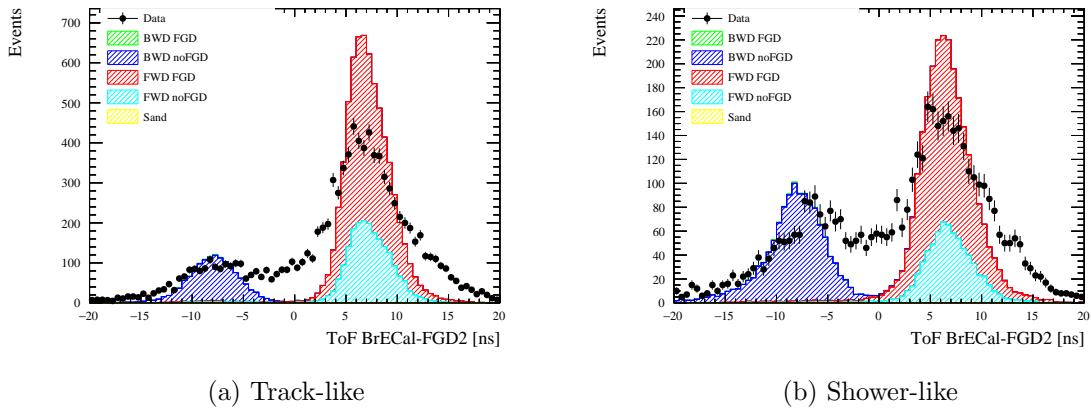 Events
700
600
500
400
300
200
100
0
Data
BWD FGD
BWD noFGD
FWD FGD
FWD noFGD
Sand
−20 −15 −10 −5 0 5 10 15 20
ToF BrECal-FGD2 [ns]
(a) Track-like
Events
240
220
200
180
160
140
120
100
80
60
40
20
0
Data
BWD FGD
BWD noFGD
FWD FGD
FWD noFGD
Sand
−20 −15 −10 −5 0 5 10 15 20
ToF BrECal-FGD2 [ns]
(b) Shower-like